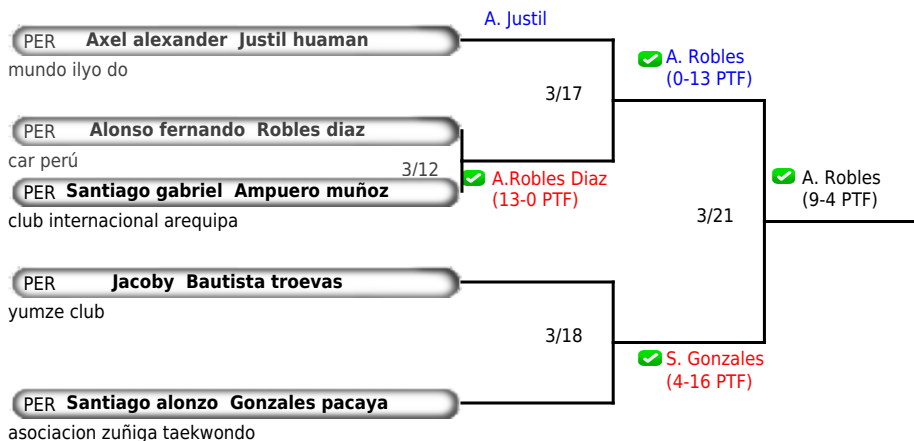 A. Justil
PER Axel alexander Justil huaman
mundo ilyo do
A. Robles
(0-13 PTF)
3/17
PER Alonso fernando Robles diaz
car perú
3/12
PER Santiago gabriel Ampuero muñoz
club internacional arequipa
A.Robles Diaz
(13-0 PTF)
A. Robles
(9-4 PTF)
3/21
PER Jacoby Bautista troevas
yumze club
3/18
S. Gonzales
(4-16 PTF)
PER Santiago alonzo Gonzales pacaya
asociacion zuñiga taekwondo